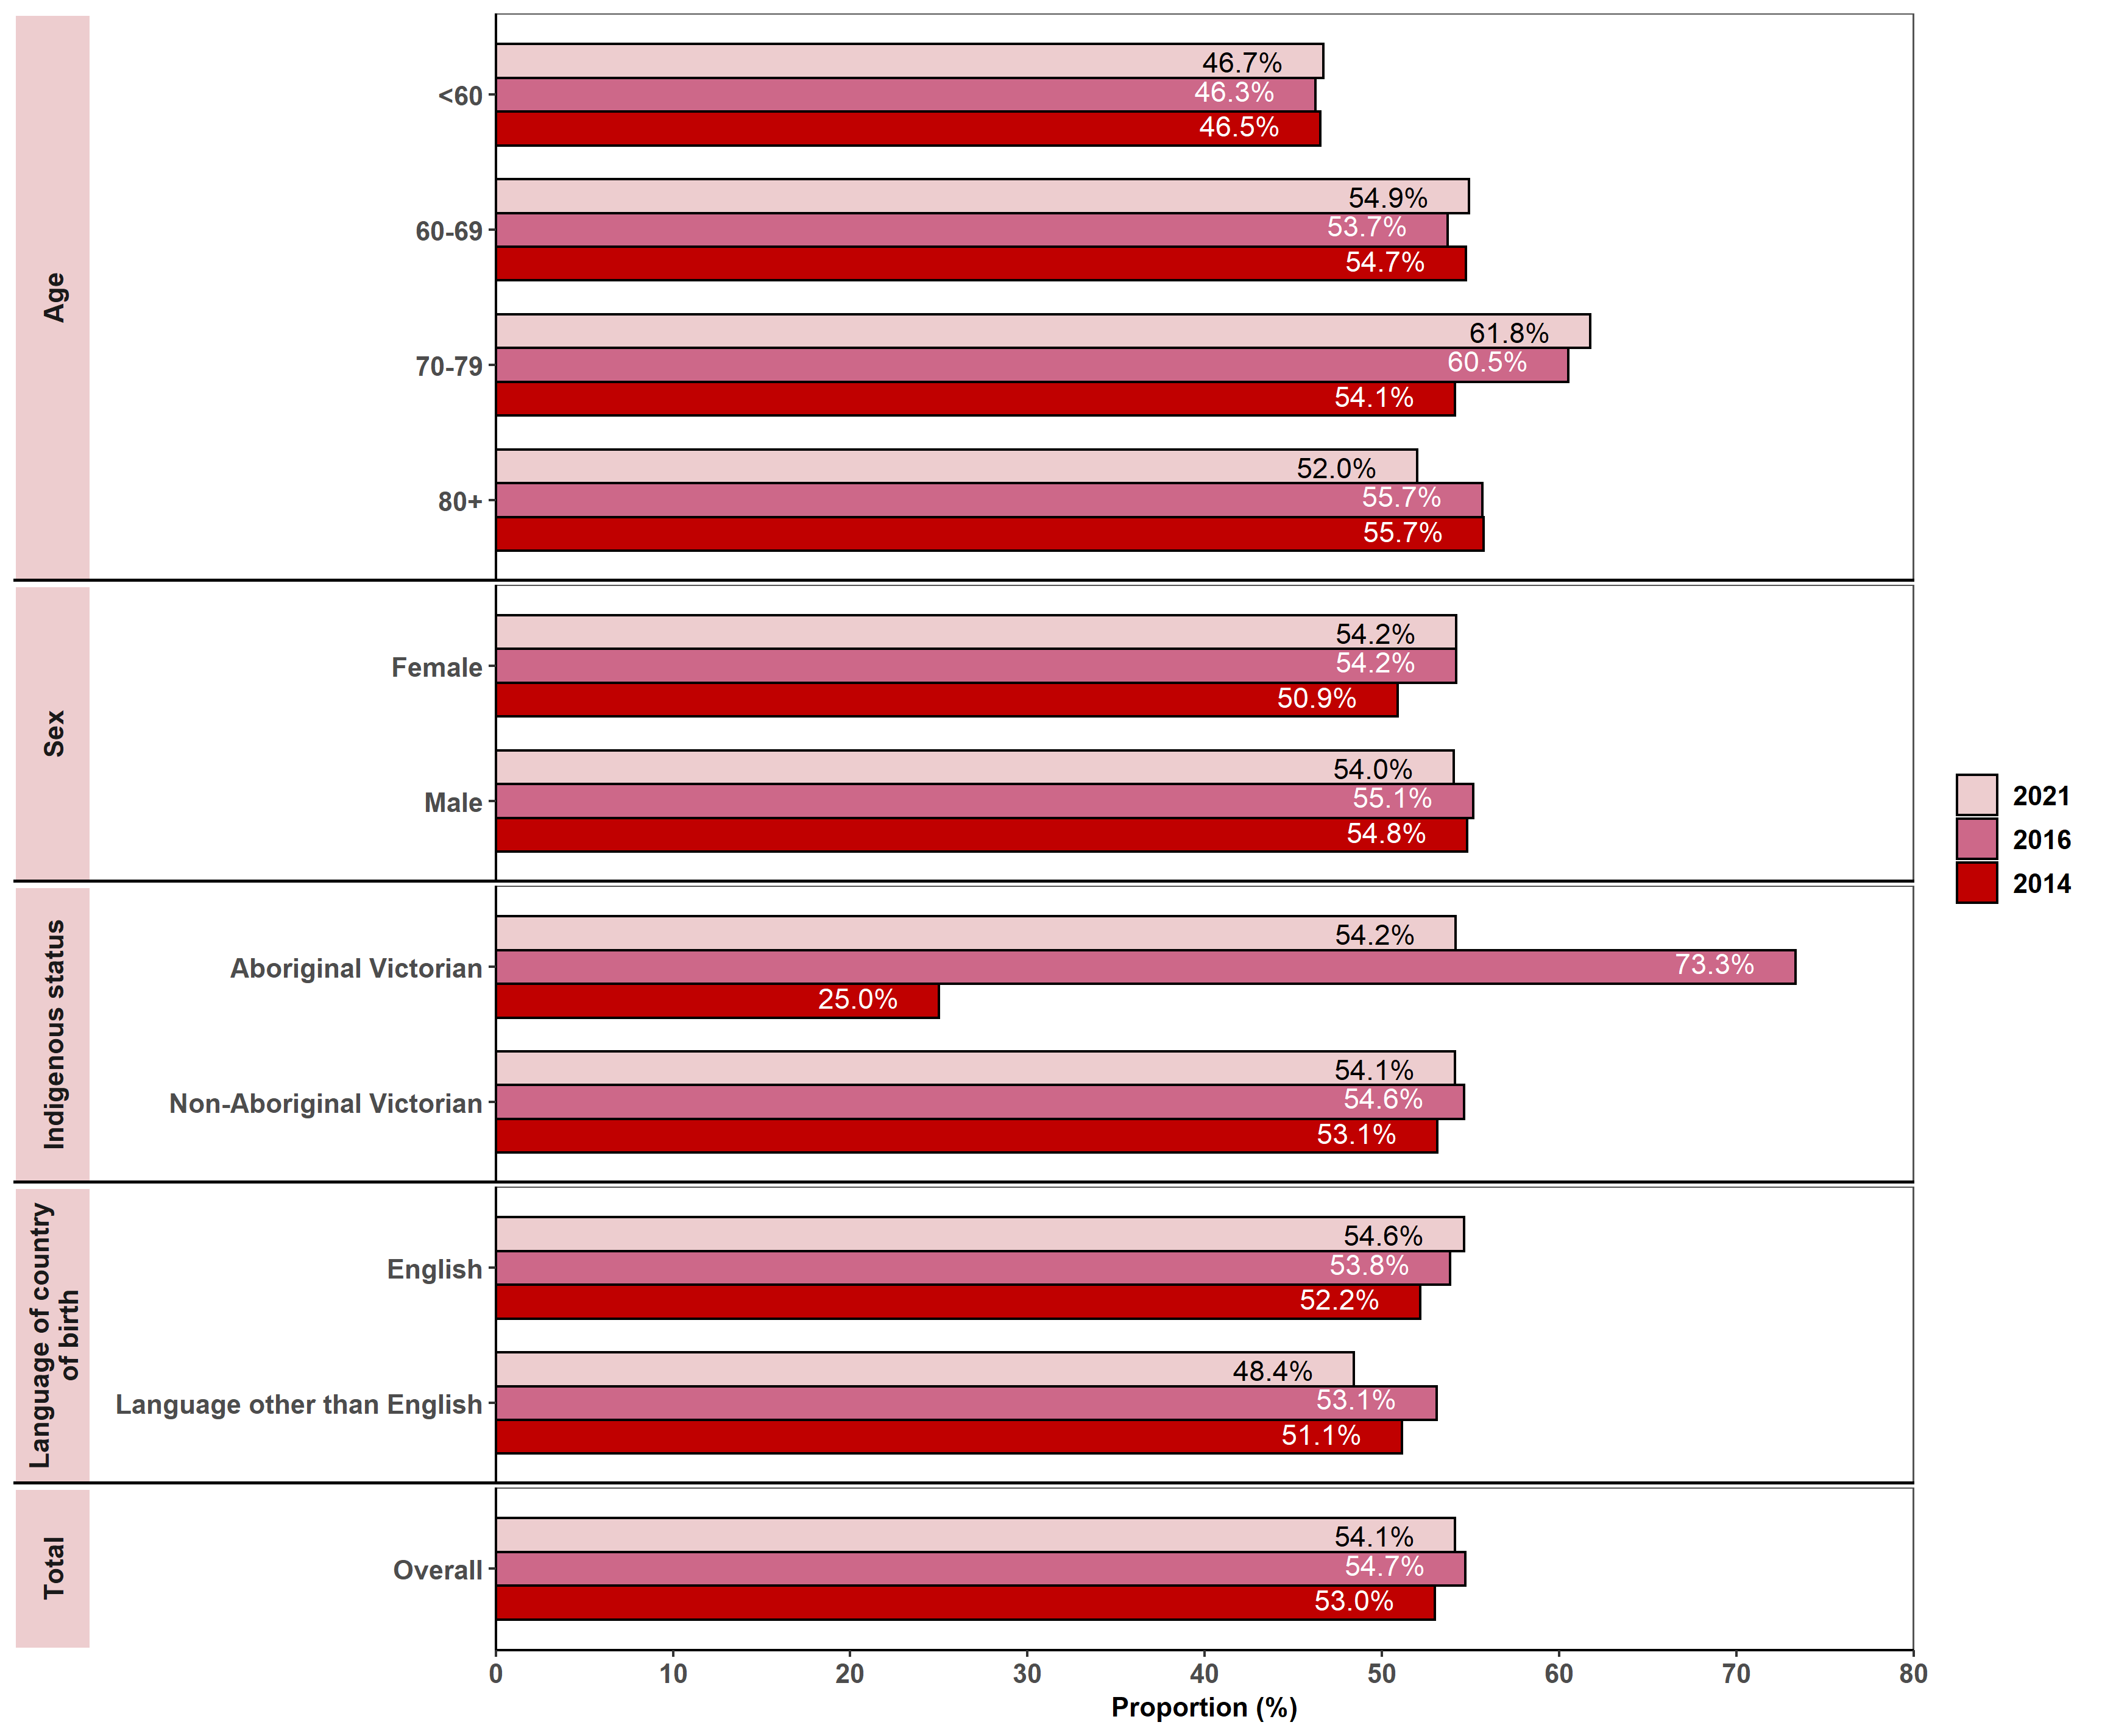 Age
<60
46.7%
46.3%
46.5%
60-69
54.9%
53.7%
54.7%
70-79
61.8%
60.5%
54.1%
80+
52.0%
55.7%
55.7%
Sex
Female
54.2%
54.2%
50.9%
Male
54.0%
55.1%
54.8%
Indigenous status
Aboriginal Victorian
54.2%
73.3%
25.0%
Non-Aboriginal Victorian
54.1%
54.6%
53.1%
Language of country
of birth
English
54.6%
53.8%
52.2%
Language other than English
48.4%
53.1%
51.1%
Total
Overall
54.1%
54.7%
53.0%
0 10 20 30 40 50 60 70 80
Proportion (%)
2021
2016
2014